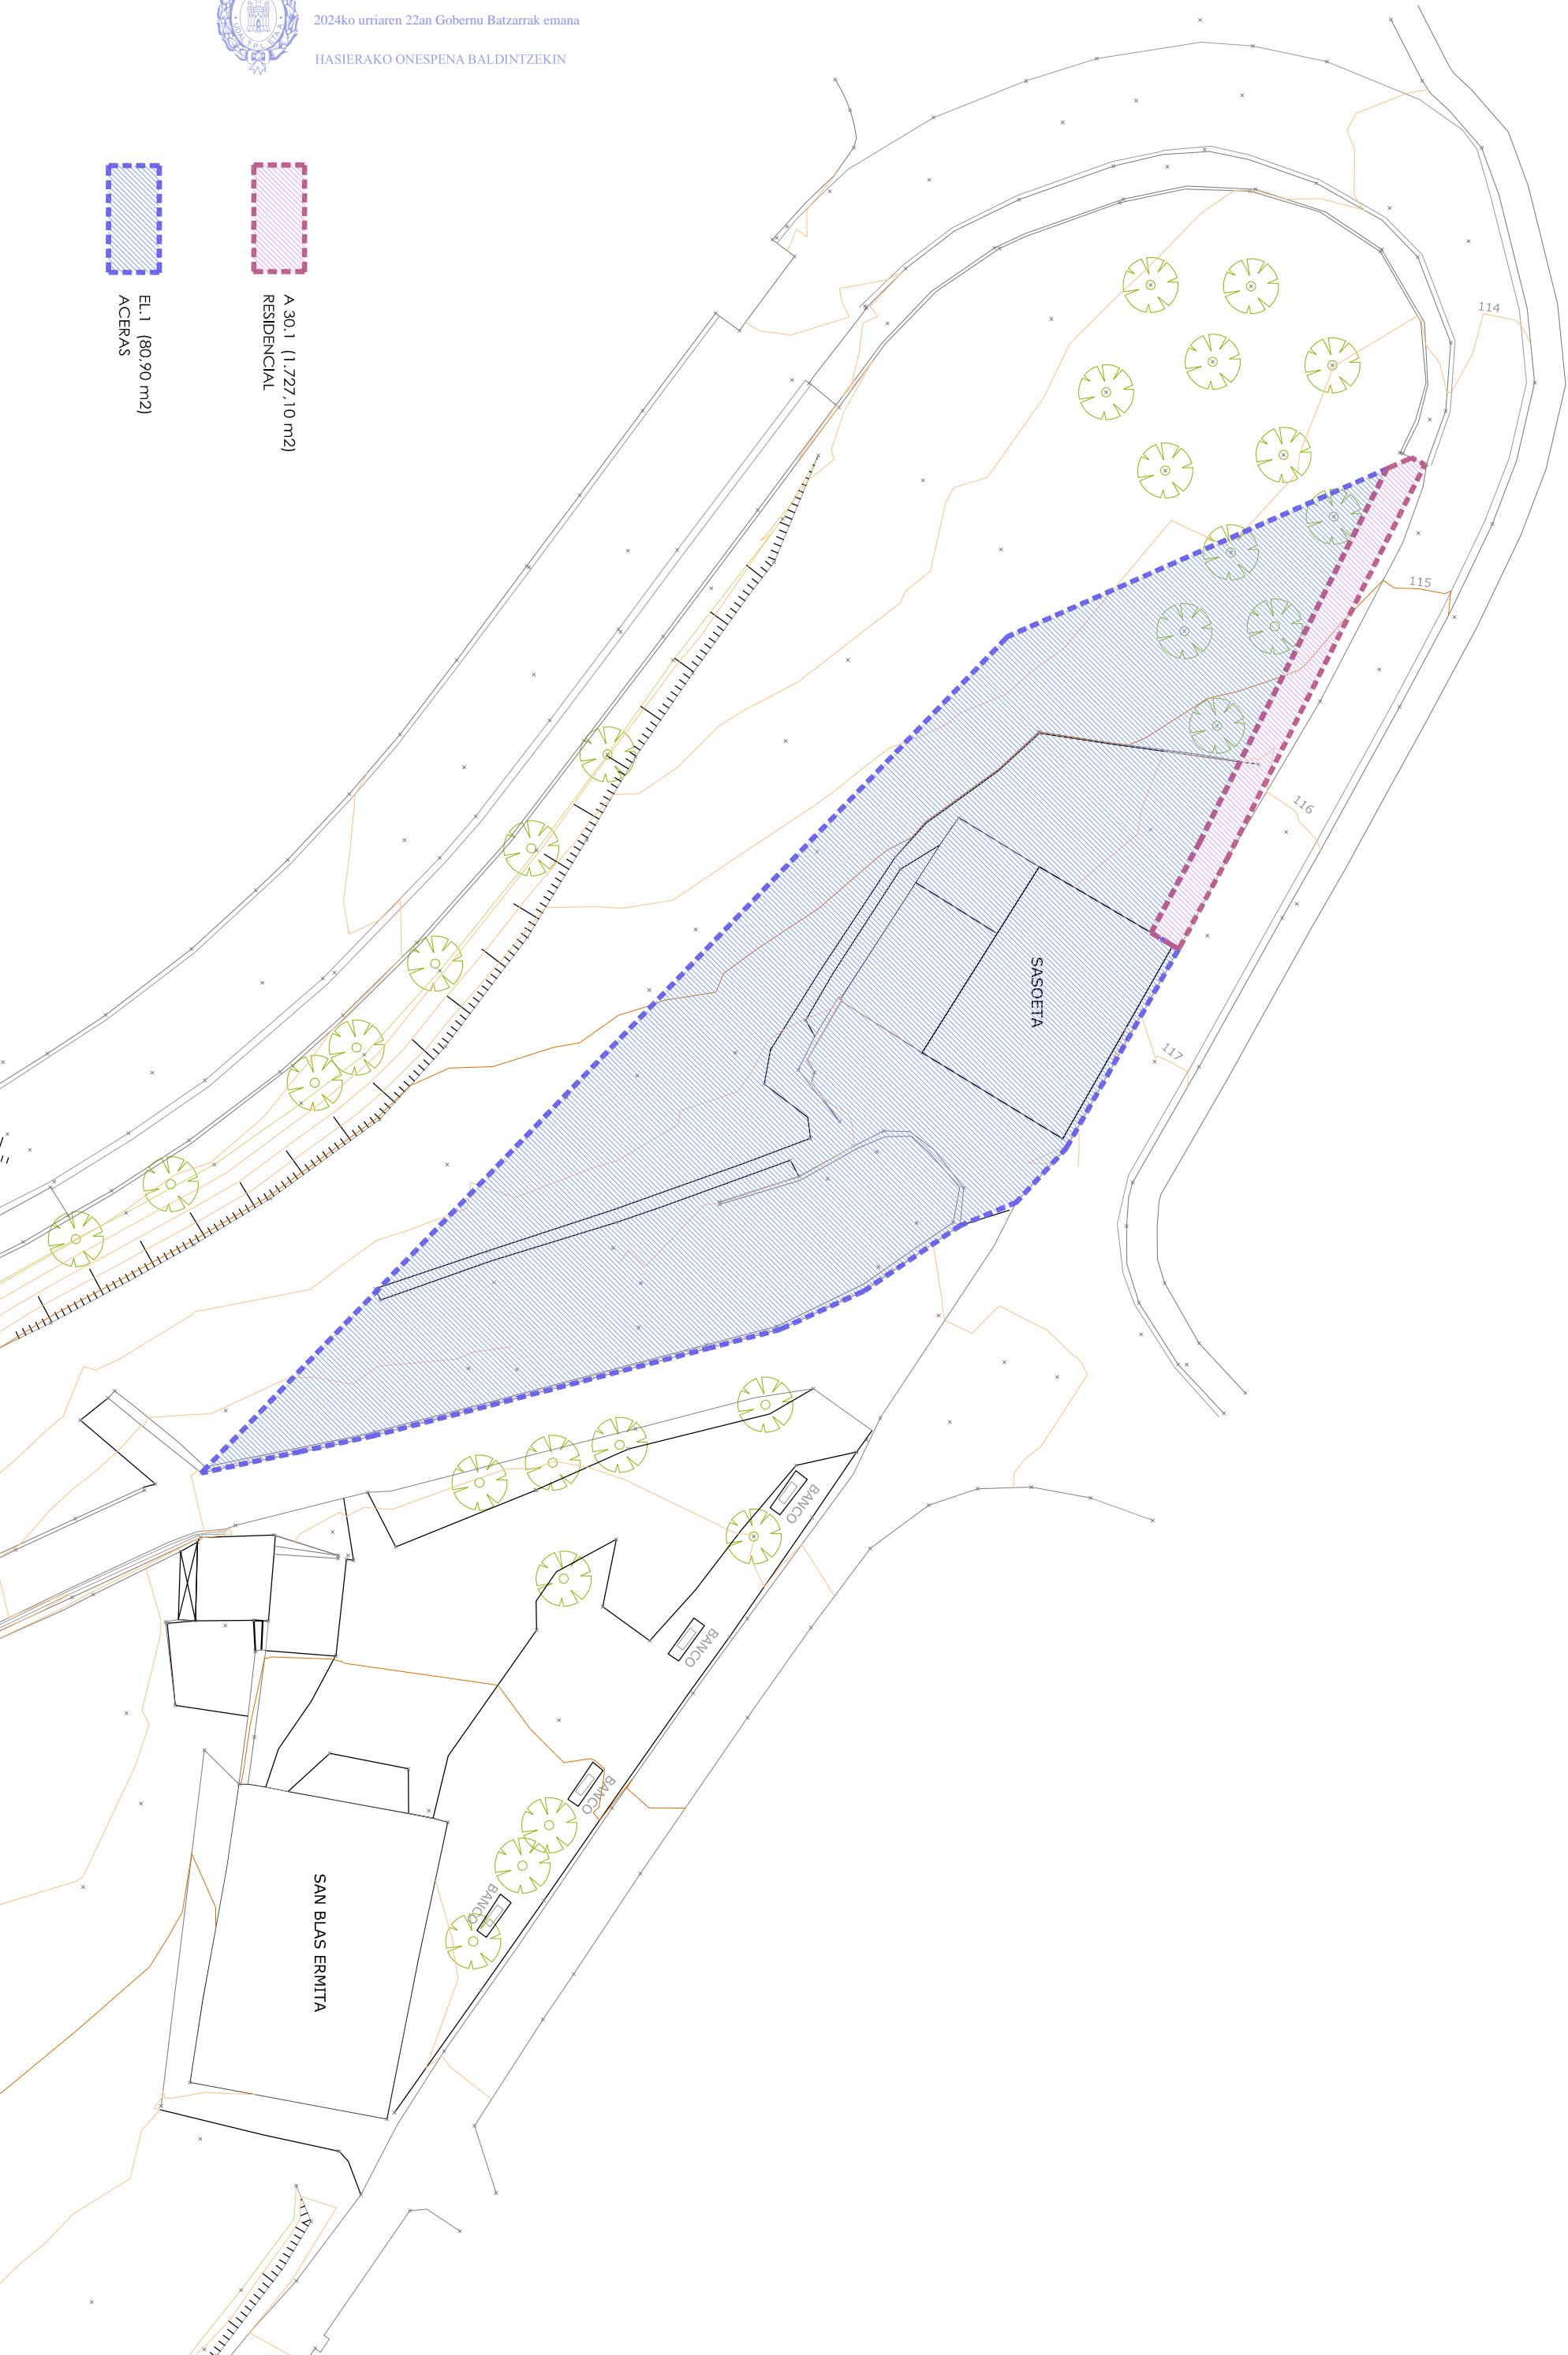 2024ko urriaren 22an Gobernu Batzarrak emana
HASIERAKO ONESPENA BALDINTZEKIN
A 30.1 (1.727,10 m2)
RESIDENCIAL
EL.1 (80,90 m2)
ACERAS
114
115
116
117
SASOETA
BANCO
BANCO
BANCO
BANCO
SAN BLAS ERMITA